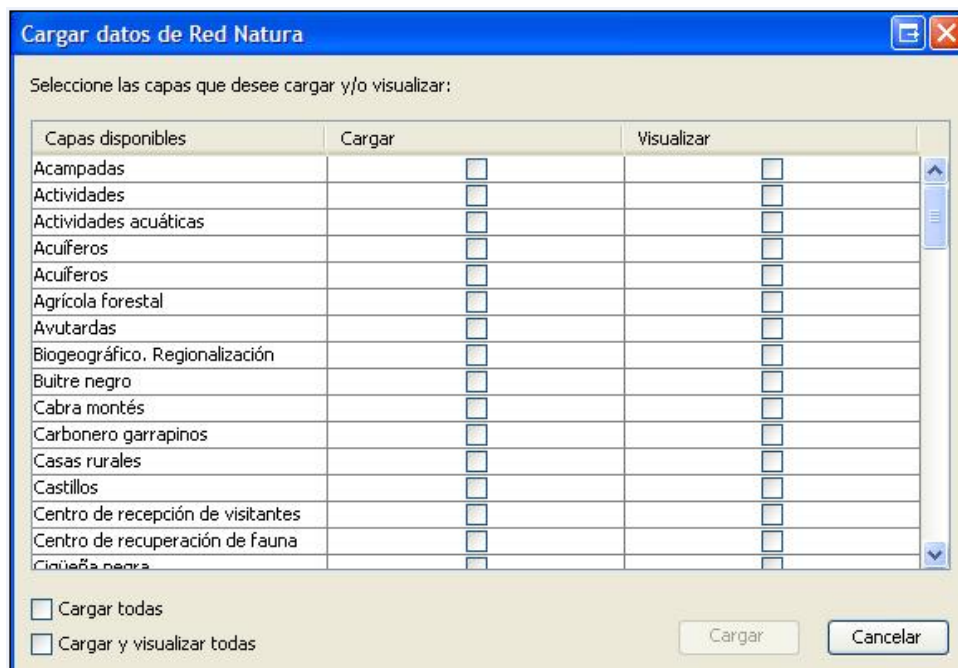 Cargar datos de Red Natura
Seleccione las capas que desee cargar y/o visualizar:
Capas disponibles Cargar Visualizar
Acampadas
Actividades
Actividades acuáticas
Acuíferos
Acuíferos
Agrícola forestal
Avutardas
Biogeográfico. Regionalización
Buitre negro
Cabra montés
Carbonero garrapinos
Casas rurales
Castillos
Centro de recepción de visitantes
Centro de recuperación de fauna
Cigüeña negra
Cargar todas
Cargar y visualizar todas
Cargar Cancelar